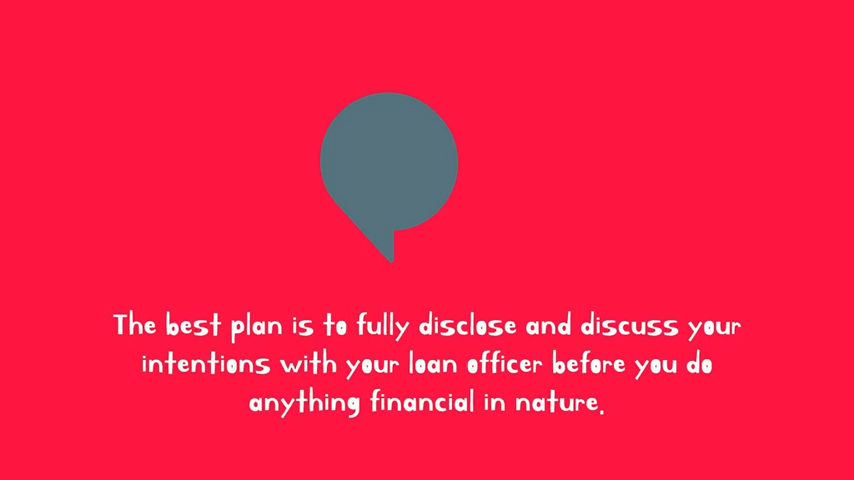 The best plan is to fully disclose and discuss your
intentions with your loan officer before you do
anything financial in nature.